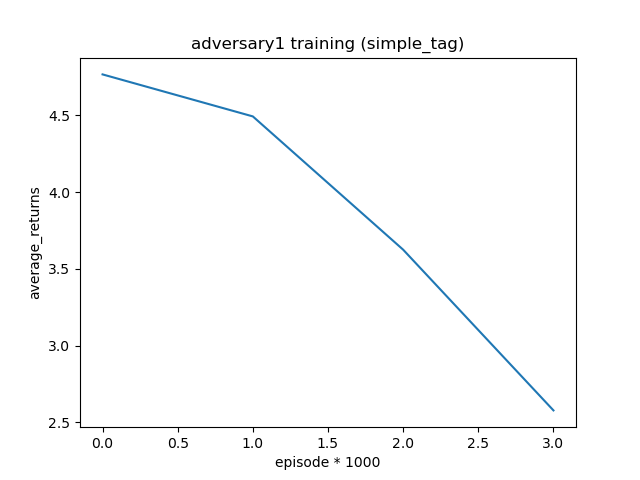 adversary1 training (simple_tag)
4.5
4.0
3.5
3.0
2.5
average_returns
0.0 0.5 1.0 1.5 2.0 2.5 3.0
episode * 1000